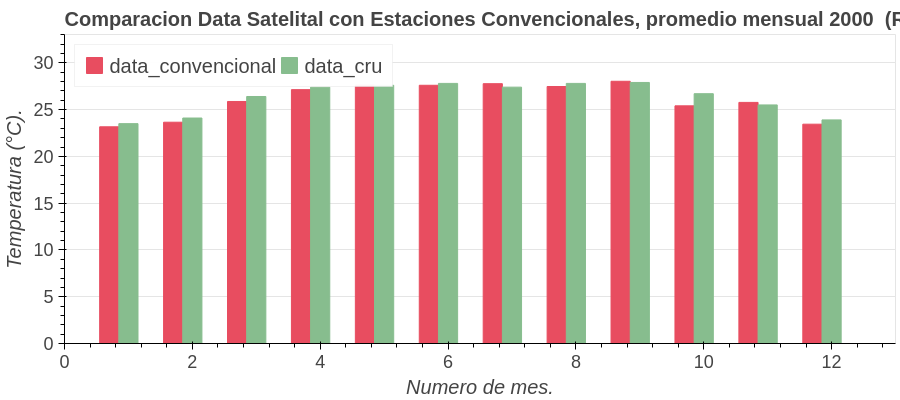 Comparacion Data Satelital con Estaciones Convencionales, promedio mensual 2000 (R
data_convencional data_cru
Temperatura (°C).
30
25
20
15
10
5
0
0 2 4 6 8 10 12
Numero de mes.